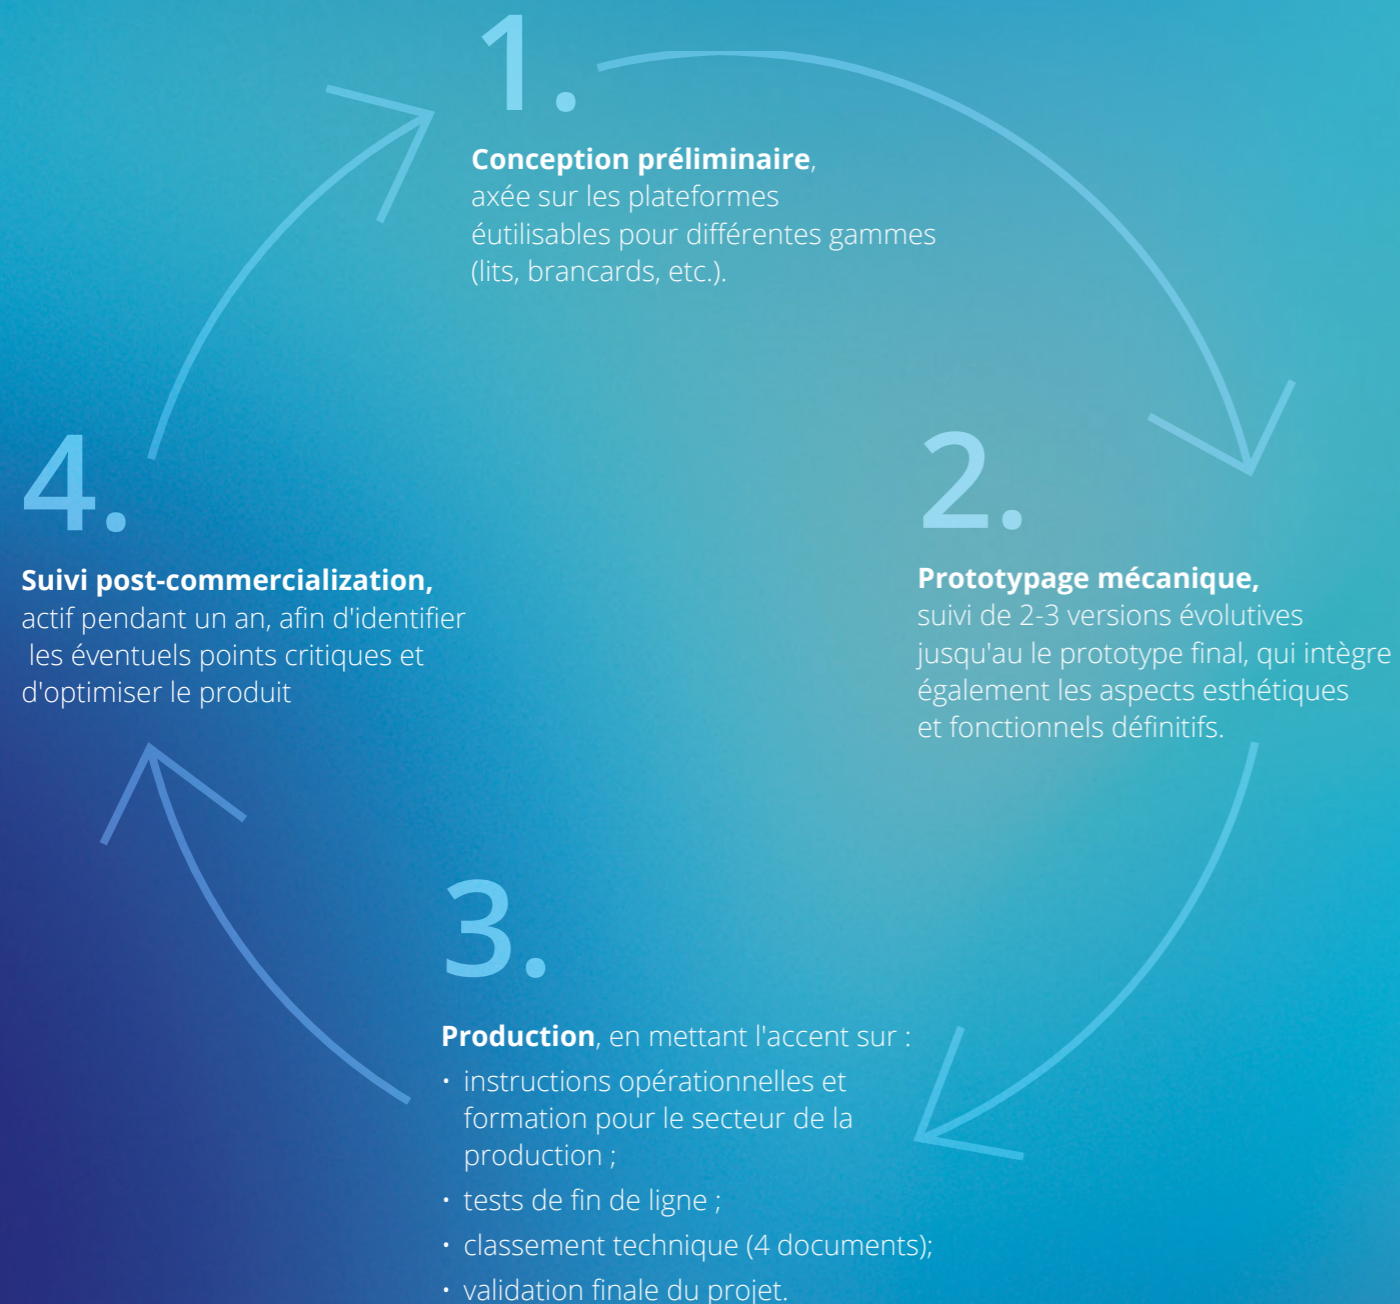 1.
Conception préliminaire,
axée sur les plateformes
éutilisables pour différentes gammes
(lits, brancards, etc.).
2.
Prototypage mécanique,
suivi de 2-3 versions évolutives
jusqu'au le prototype final, qui intègre
également les aspects esthétiques
et fonctionnels définitifs.
3.
Production, en mettant l'accent sur :
• instructions opérationnelles et
formation pour le secteur de la
production ;
• tests de fin de ligne ;
• classement technique (4 documents);
• validation finale du projet.
4.
Suivi post-commercialization,
actif pendant un an, afin d'identifier
les éventuels points critiques et
d'optimiser le produit